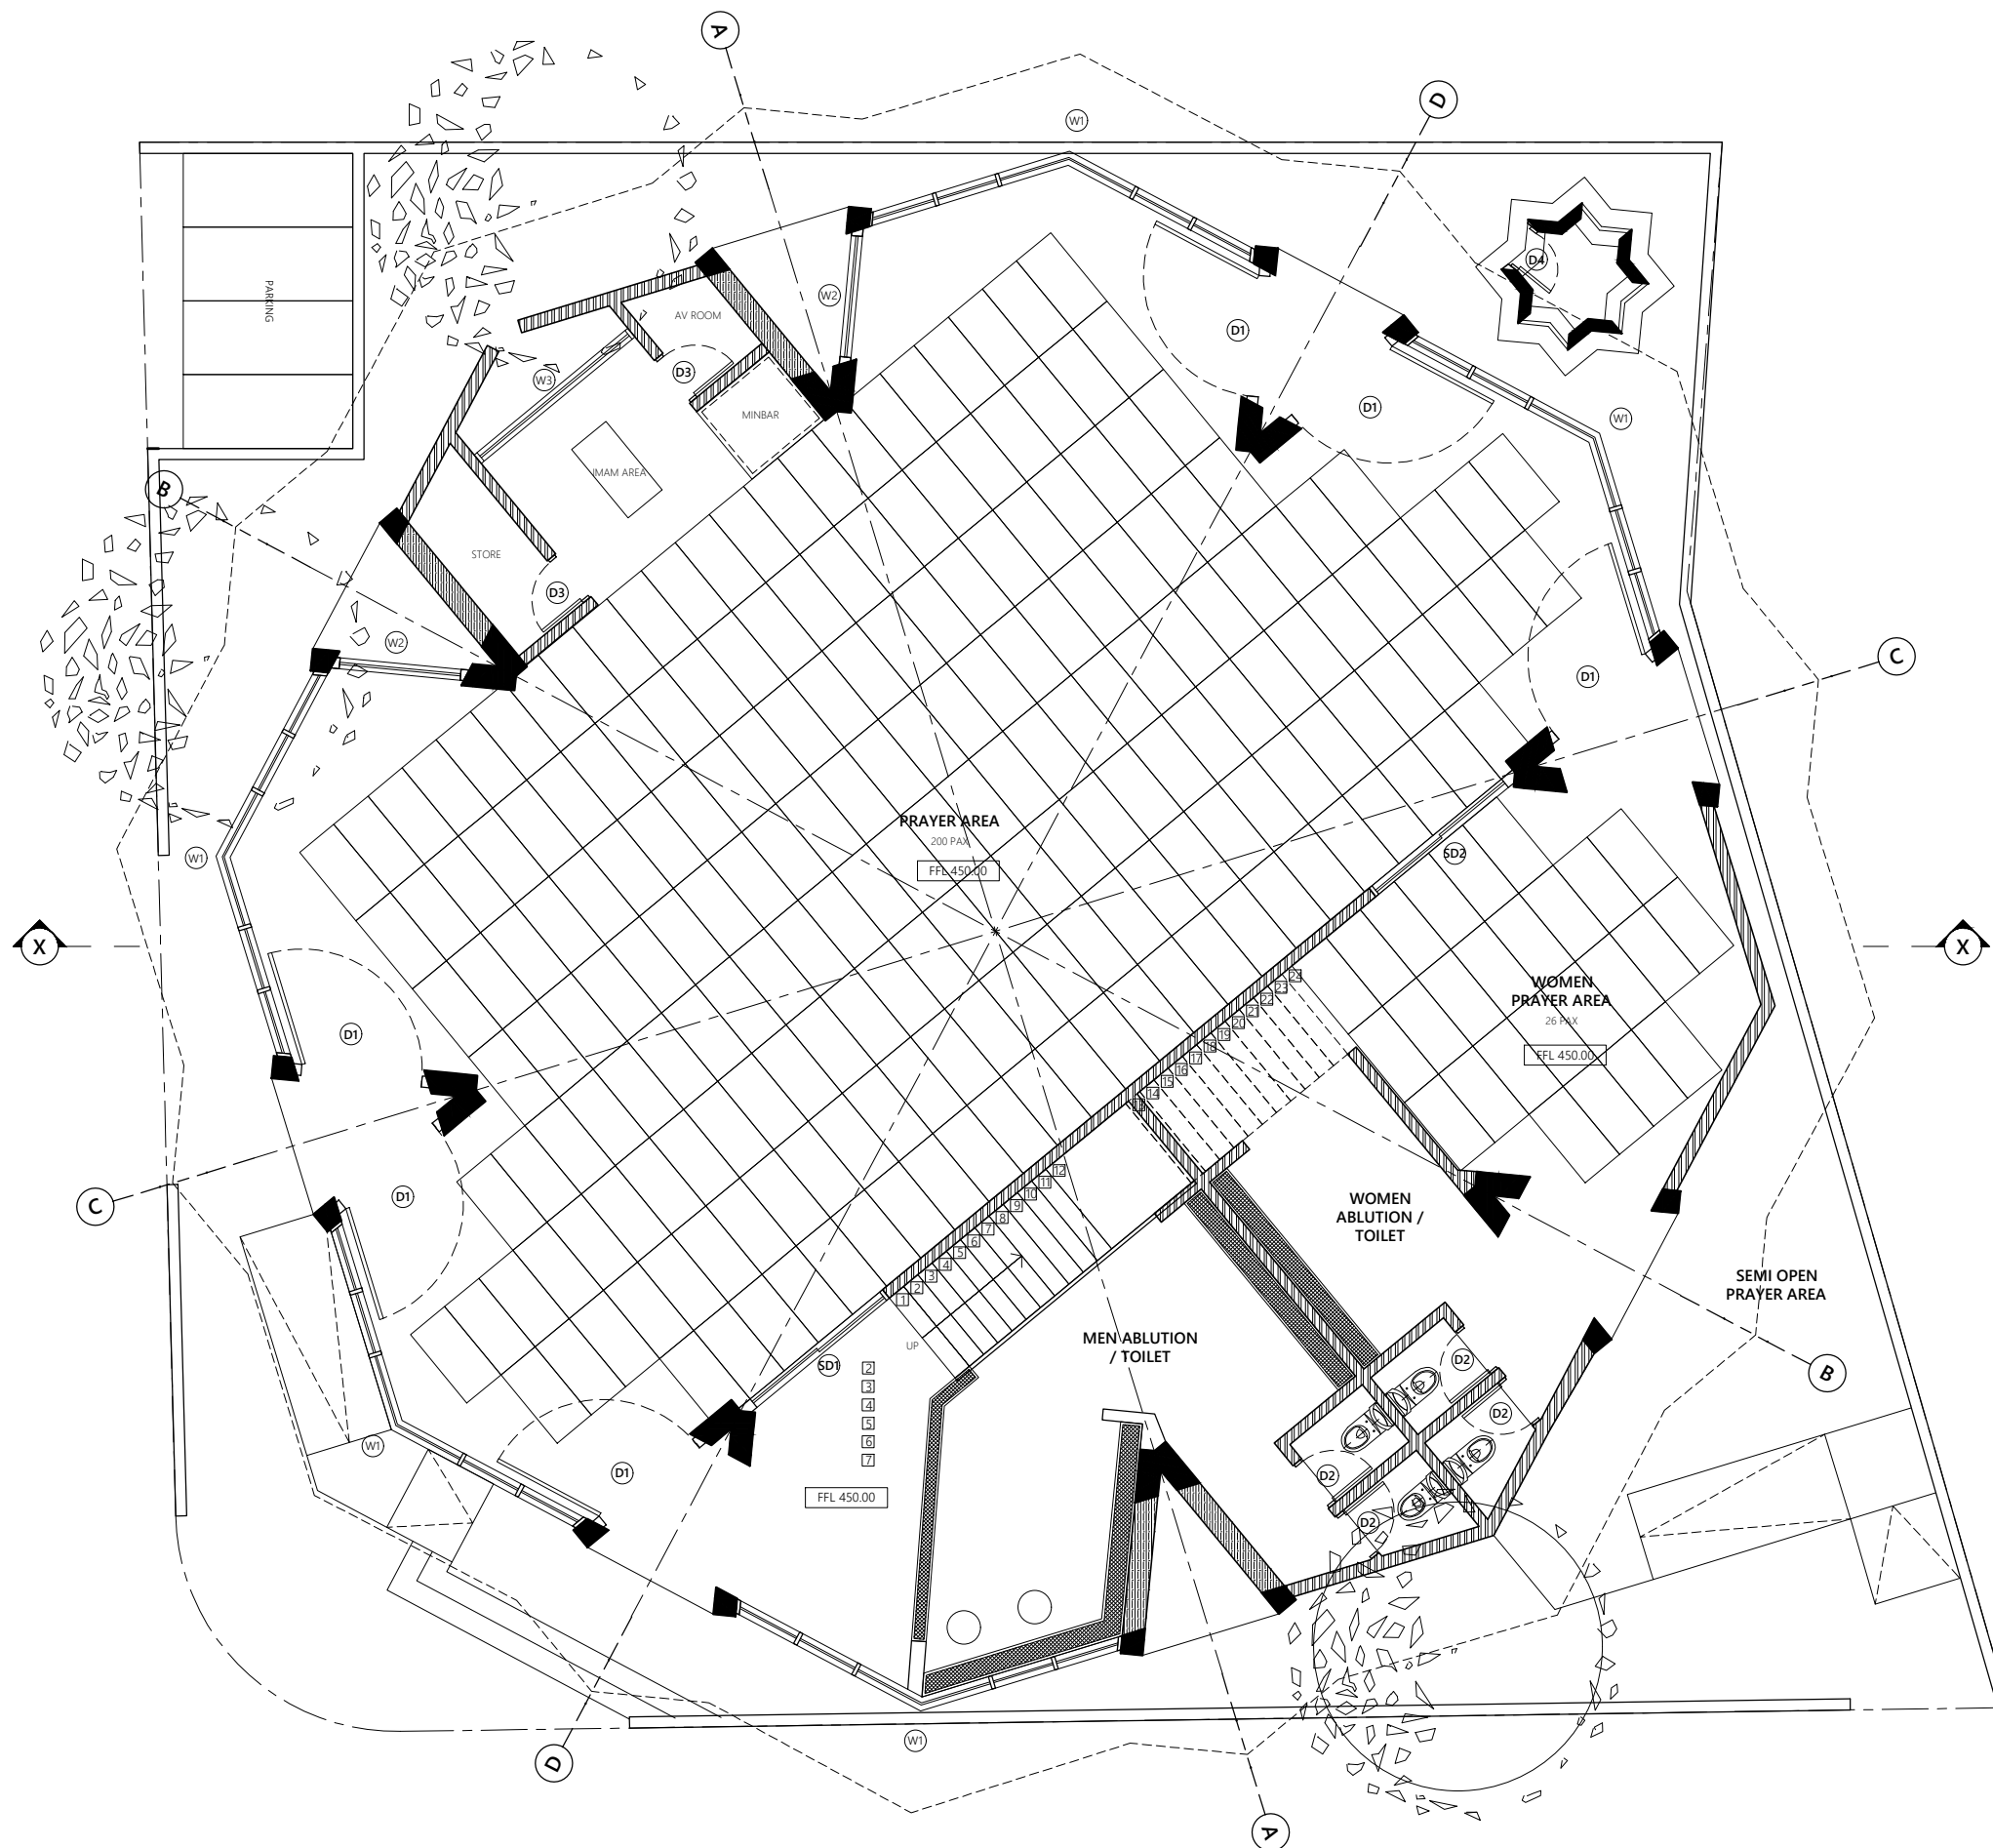 A
D
W1
D4
PARKING
W2
AV ROOM
D1
D3
W3
D1
W1
MINBAR
IMAM AREA
B
STORE
D3
W2
C
D1
PRAYER AREA
200 PAX
FFL 450.00
SD2
W1
X
X
WOMEN
PRAYER AREA
26 PAX
FFL 450.00
D1
24
23
22
21
20
19
18
17
16
15
14
13
12
11
10
9
8
7
6
5
4
3
2
1
C
D1
WOMEN
ABLUTION /
TOILET
SEMI OPEN
PRAYER AREA
UP
MEN ABLUTION
/ TOILET
SD1
2
3
4
5
6
7
FFL 450.00
D2
D2
D2
D2
B
W1
D1
W1
D
A